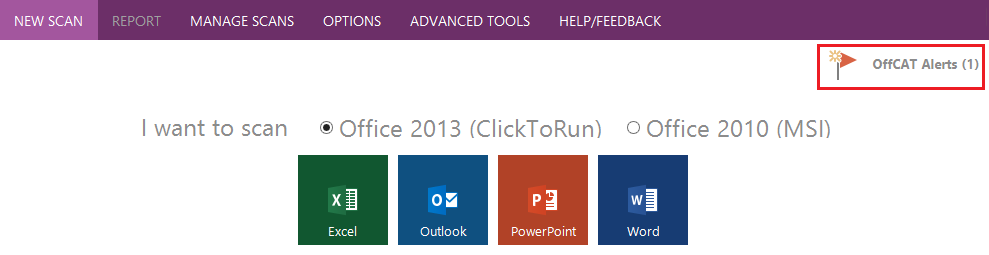 NEW SCAN REPORT MANAGE SCANS OPTIONS ADVANCED TOOLS HELP/FEEDBACK
OffCAT Alerts (1)
I want to scan Office 2013 (ClickToRun) Office 2010 (MSI)
Excel Outlook PowerPoint Word